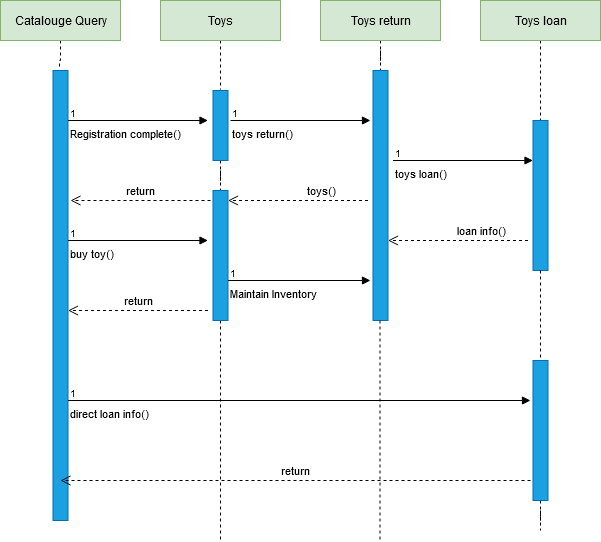 Catalouge Query
Toys
Toys return
Toys loan
1
1
Registration complete()
toys return()
1
toys loan()
return
toys()
1
loan info()
buy toy()
1
Maintain Inventory
return
1
direct loan info()
return